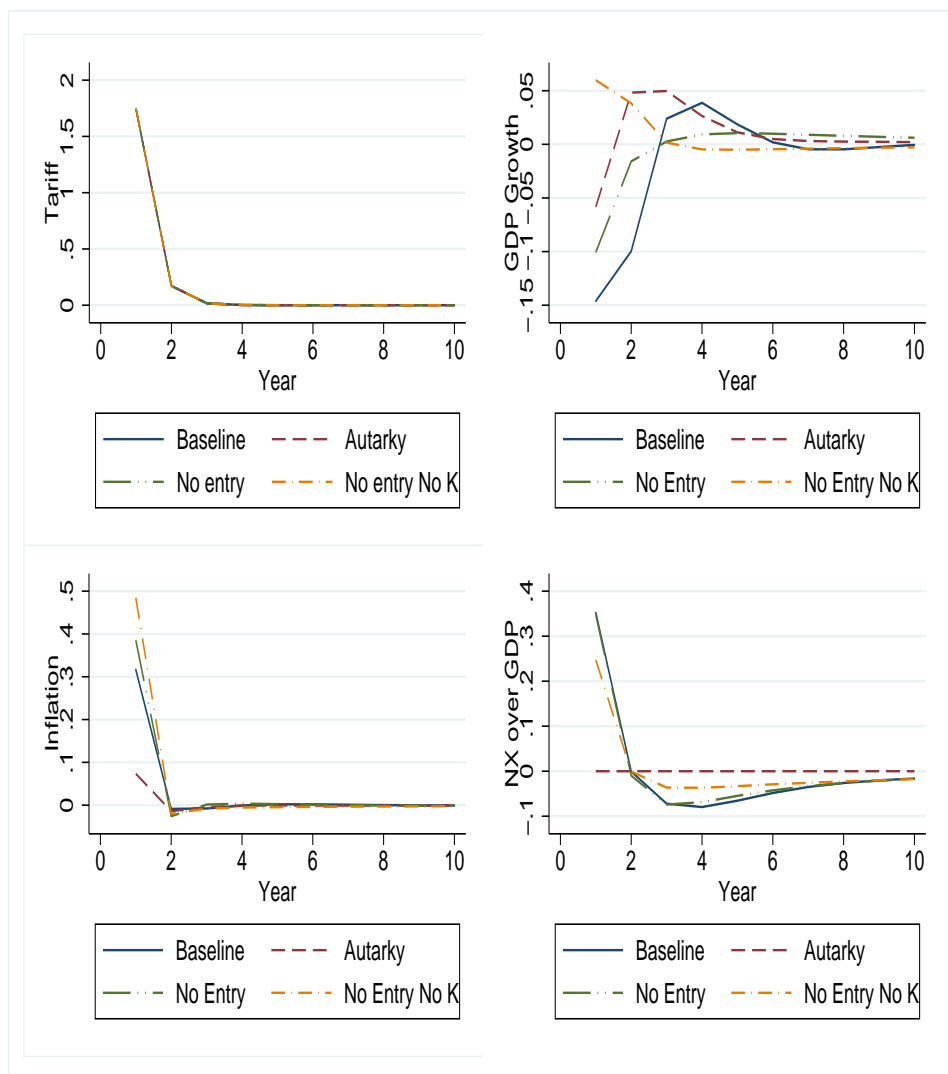 Tariff
2
1.5
1
.5
0
0 2 4 6 8 10
Year
Baseline Autarky
No entry No entry No K
GDP Growth
.05
0
−.05
−.1
−.15
0 2 4 6 8 10
Year
Baseline Autarky
No Entry No Entry No K
Inflation
.5
.4
.3
.2
.1
0
0 2 4 6 8 10
Year
Baseline Autarky
No Entry No Entry No K
NX over GDP
.4
.3
.2
.1
0
−.1
0 2 4 6 8 10
Year
Baseline Autarky
No Entry No Entry No K